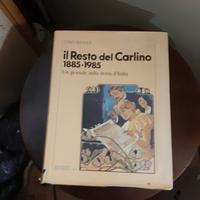 il Resto del Carlino
1885-1985
Un giornale nella storia d'Italia